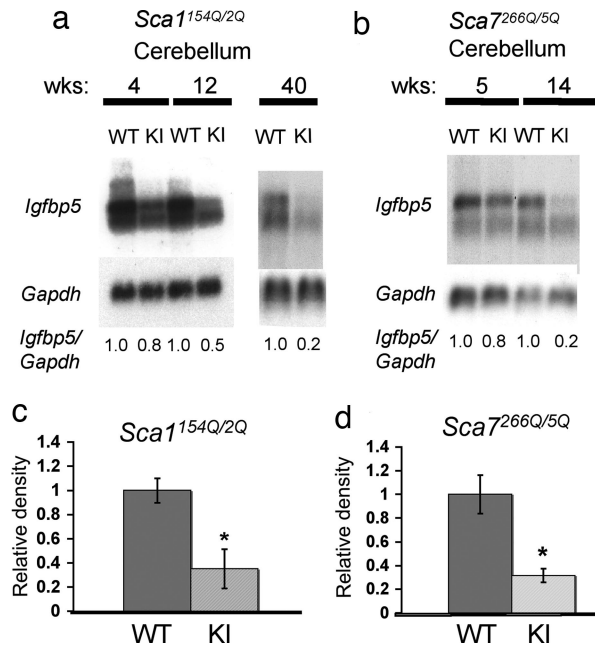 a Sca1154Q/2Q
Cerebellum
wks: 4 12 40
WT KI WT KI WT KI
Igfbp5
Gapdh
Igfbp5/
Gapdh 1.0 0.8 1.0 0.5 1.0 0.2
b Sca7266Q/5Q
Cerebellum
wks: 5 14
WT KI WT KI
Igfbp5
Gapdh
Igfbp5/
Gapdh 1.0 0.8 1.0 0.2
c Sca1154Q/2Q
Relative density
1.4
1.2
1
0.8
0.6
0.4
0.2
0
*
WT KI
d Sca7266Q/5Q
Relative density
1.4
1.2
1
0.8
0.6
0.4
0.2
0
*
WT KI